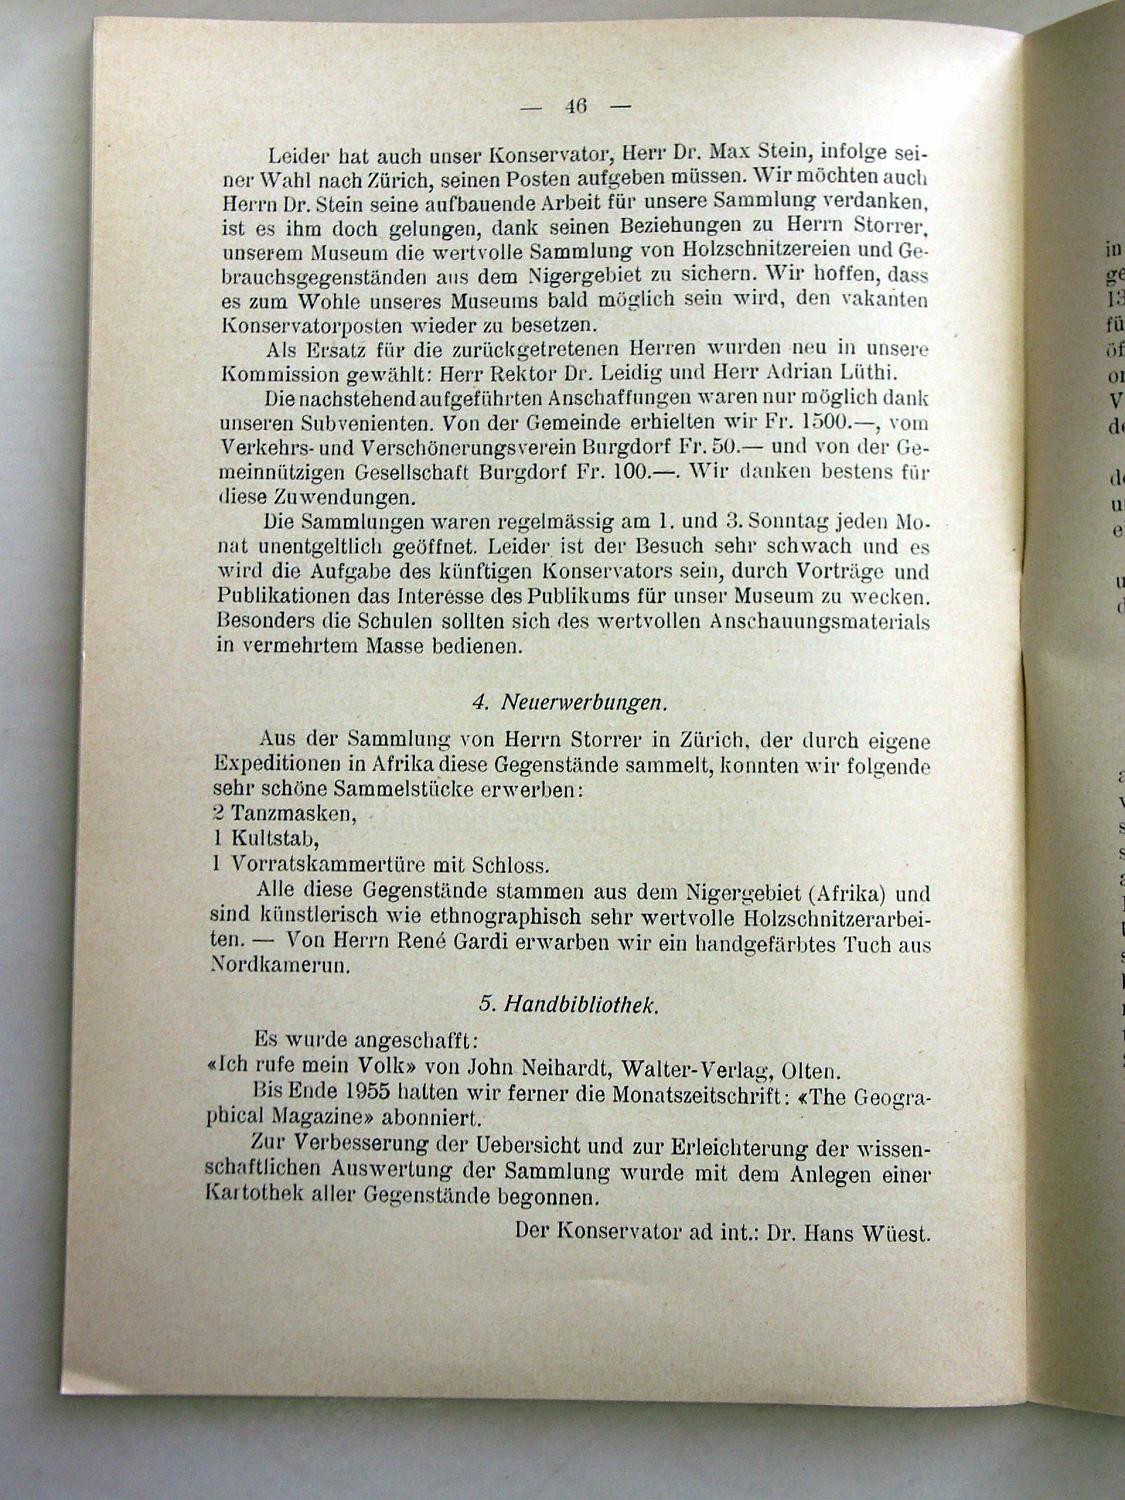 — 46 —
Leider hat auch unser Konservator, Herr Dr. Max Stein, infolge sei-
ner Wahl nach Zürich, seinen Posten aufgeben müssen. Wir möchten auch
Herrn Dr. Stein seine aufbauende Arbeit für unsere Sammlung verdanken,
ist es ihm doch gelungen, dank seinen Beziehungen zu Herrn Storrer,
unserem Museum die wertvolle Sammlung von Holzschnitzereien und Ge-
brauchsgegenständen aus dem Nigergebiet zu sichern. Wir hoffen, dass
es zum Wohle unseres Museums bald möglich sein wird, den vakanten
Konservatorposten wieder zu besetzen.
Als Ersatz für die zurückgetretenen Herren wurden neu in unsere
Kommission gewählt: Herr Rektor Dr. Leidig und Herr Adrian Lüthi.
Die nachstehend aufgeführten Anschaffungen waren nur möglich dank
unseren Subvenienten. Von der Gemeinde erhielten wir Fr. 1500.—, vom
Verkehrs- und Verschönerungsverein Burgdorf Fr. 50.— und von der Ge-
meinnützigen Gesellschaft Burgdorf Fr. 100.—. Wir danken bestens für
diese Zuwendungen.
Die Sammlungen waren regelmässig am 1. und 3. Sonntag jeden Mo-
nat unentgeltlich geöffnet. Leider ist der Besuch sehr schwach und es
wird die Aufgabe des künftigen Konservators sein, durch Vorträge und
Publikationen das Interesse des Publikums für unser Museum zu wecken.
Besonders die Schulen sollten sich des wertvollen Anschauungsmaterials
in vermehrtem Masse bedienen.
4. Neuerwerbungen.
Aus der Sammlung von Herrn Storrer in Zürich, der durch eigene
Expeditionen in Afrika diese Gegenstände sammelt, konnten wir folgende
sehr schöne Sammelstücke erwerben:
2 Tanzmasken,
1 Kultstab,
1 Vorratskammertüre mit Schloss.
Alle diese Gegenstände stammen aus dem Nigergebiet (Afrika) und
sind künstlerisch wie ethnographisch sehr wertvolle Holzschnitzerarbei-
ten. — Von Herrn René Gardi erwarben wir ein handgefärbtes Tuch aus
Nordkamerun.
5. Handbibliothek.
Es wurde angeschafft:
«Ich rufe mein Volk» von John Neihardt, Walter-Verlag, Olten.
Bis Ende 1955 hatten wir ferner die Monatszeitschrift: «The Geogra-
phical Magazine» abonniert.
Zur Verbesserung der Uebersicht und zur Erleichterung der wissen-
schaftlichen Auswertung der Sammlung wurde mit dem Anlegen einer
Kartothek aller Gegenstände begonnen.
Der Konservator ad int.: Dr. Hans Wüest.